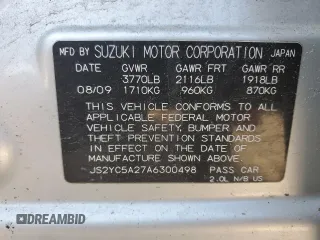 MFD BY SUZUKI MOTOR CORPORATION JAPAN
DATE GVWR GAWR FRT GAWR RR
3770LB 2116LB 1918LB
08/09 1710KG 960KG 870KG
THIS VEHICLE CONFORMS TO ALL
APPLICABLE FEDERAL MOTOR
VEHICLE SAFETY, BUMPER AND
THEFT PREVENTION STANDARDS
IN EFFECT ON THE DATE OF
MANUFACTURE SHOWN ABOVE
JS2YC5A27A6300498 PASS CAR
2.0L N/B US
© STATCARBID.COM